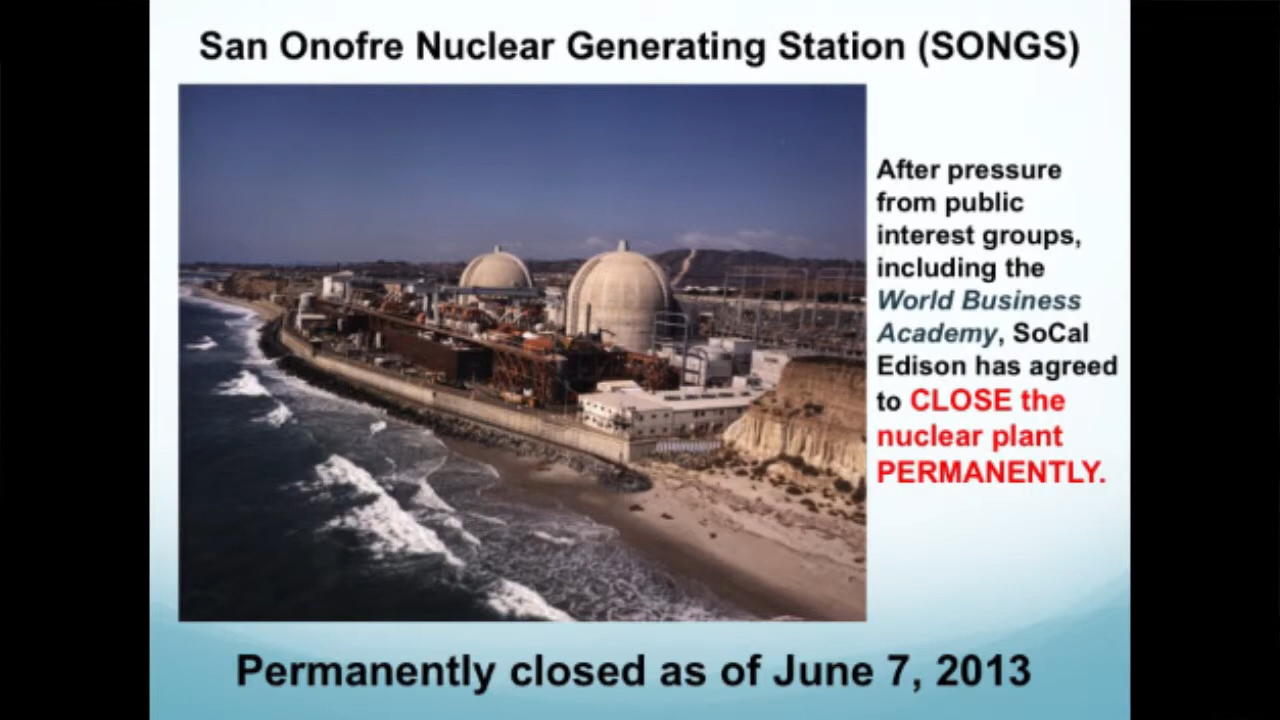 San Onofre Nuclear Generating Station (SONGS)
After pressure
from public
interest groups,
including the
World Business
Academy, SoCal
Edison has agreed
to CLOSE the
nuclear plant
PERMANENTLY.
Permanently closed as of June 7, 2013